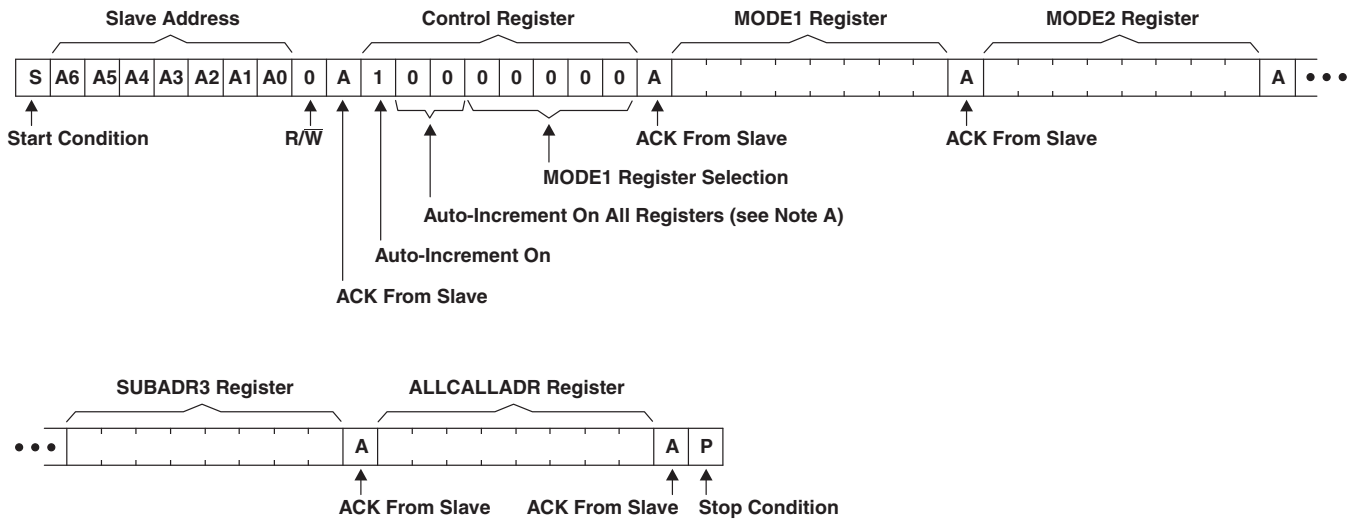 Slave Address Control Register MODE1 Register MODE2 Register
S A6 A5 A4 A3 A2 A1 A0 0 A 1 0 0 0 0 0 0 0 A A A •••
Start Condition R/W̅ ACK From Slave ACK From Slave
MODE1 Register Selection
Auto-Increment On All Registers (see Note A)
Auto-Increment On
ACK From Slave
SUBADR3 Register ALLCALLADR Register
••• A A P
ACK From Slave ACK From Slave Stop Condition